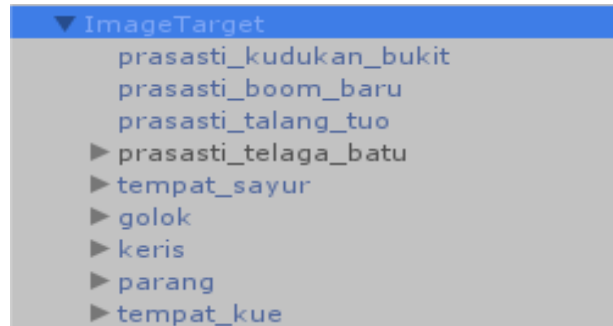 ImageTarget
prasasti_kudukan_bukit
prasasti_boom_baru
prasasti_talang_tuo
prasasti_telaga_batu
tempat_sayur
golok
keris
parang
tempat_kue